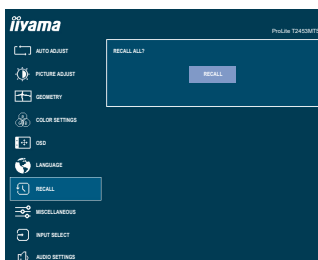 iiyama
ProLite T2453MTS
AUTO ADJUST
RECALL ALL?
PICTURE ADJUST
RECALL
GEOMETRY
COLOR SETTINGS
OSD
LANGUAGE
RECALL
MISCELLANEOUS
INPUT SELECT
AUDIO SETTINGS